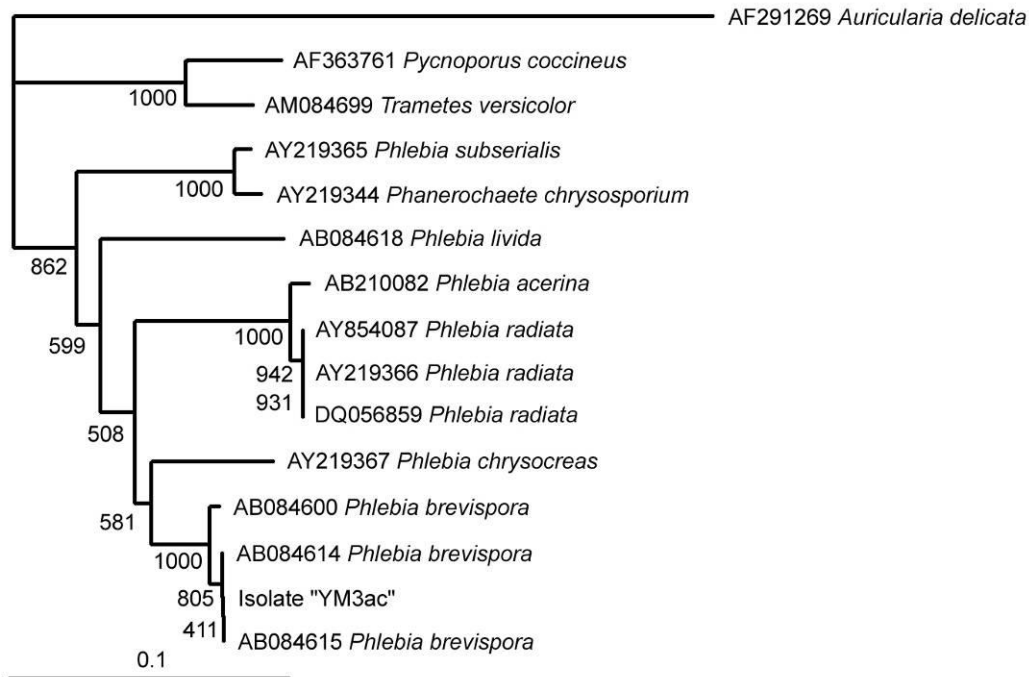 AF291269 Auricularia delicata
AF363761 Pycnoporus coccineus
1000
AM084699 Trametes versicolor
AY219365 Phlebia subserialis
1000
AY219344 Phanerochaete chrysosporium
AB084618 Phlebia livida
862
AB210082 Phlebia acerina
1000
AY854087 Phlebia radiata
599
942
AY219366 Phlebia radiata
931
DQ056859 Phlebia radiata
508
AY219367 Phlebia chrysocreas
AB084600 Phlebia brevispora
581
1000
AB084614 Phlebia brevispora
805
Isolate "YM3ac"
411
AB084615 Phlebia brevispora
0.1